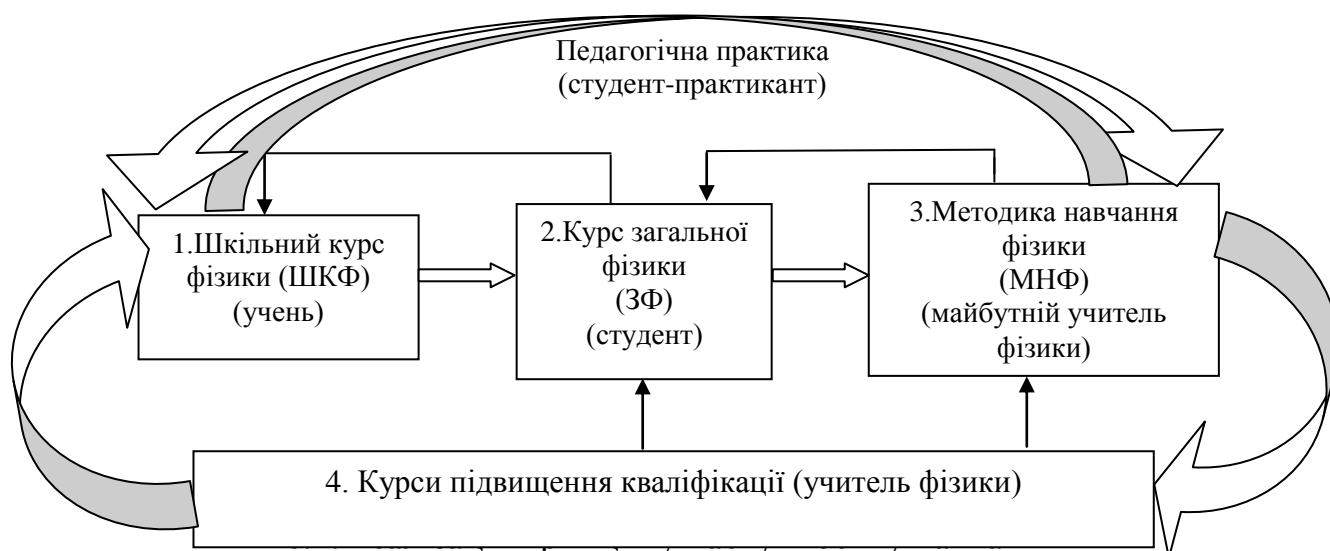 Педагогічна практика
(студент-практикант)
1.Шкільний курс
фізики (ШКФ)
(учень)
2.Курс загальної
фізики
(ЗФ)
(студент)
3.Методика навчання
фізики
(МНФ)
(майбутній учитель
фізики)
4. Курси підвищення кваліфікації (учитель фізики)